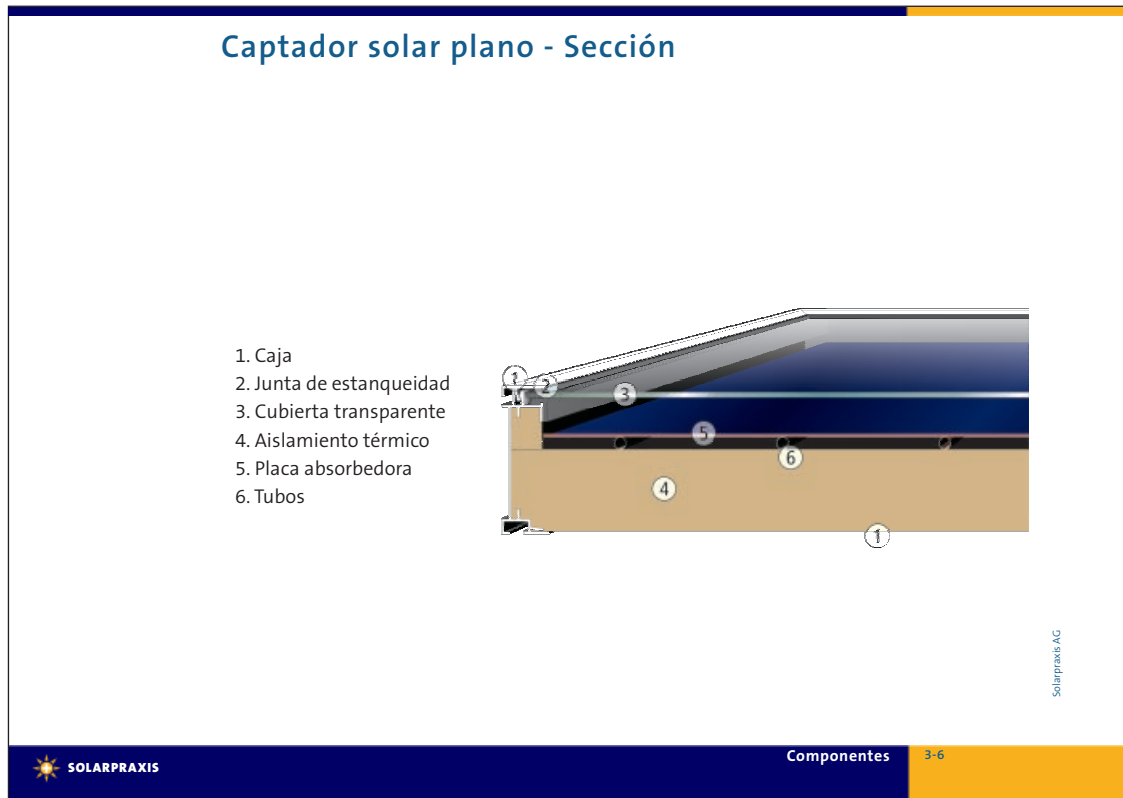 Captador solar plano - Sección
1. Caja
2. Junta de estanqueidad
3. Cubierta transparente
4. Aislamiento térmico
5. Placa absorbedora
6. Tubos
1
2
3
5
6
4
1
Solarpraxis AG
SOLARPRAXIS
Componentes
3-6